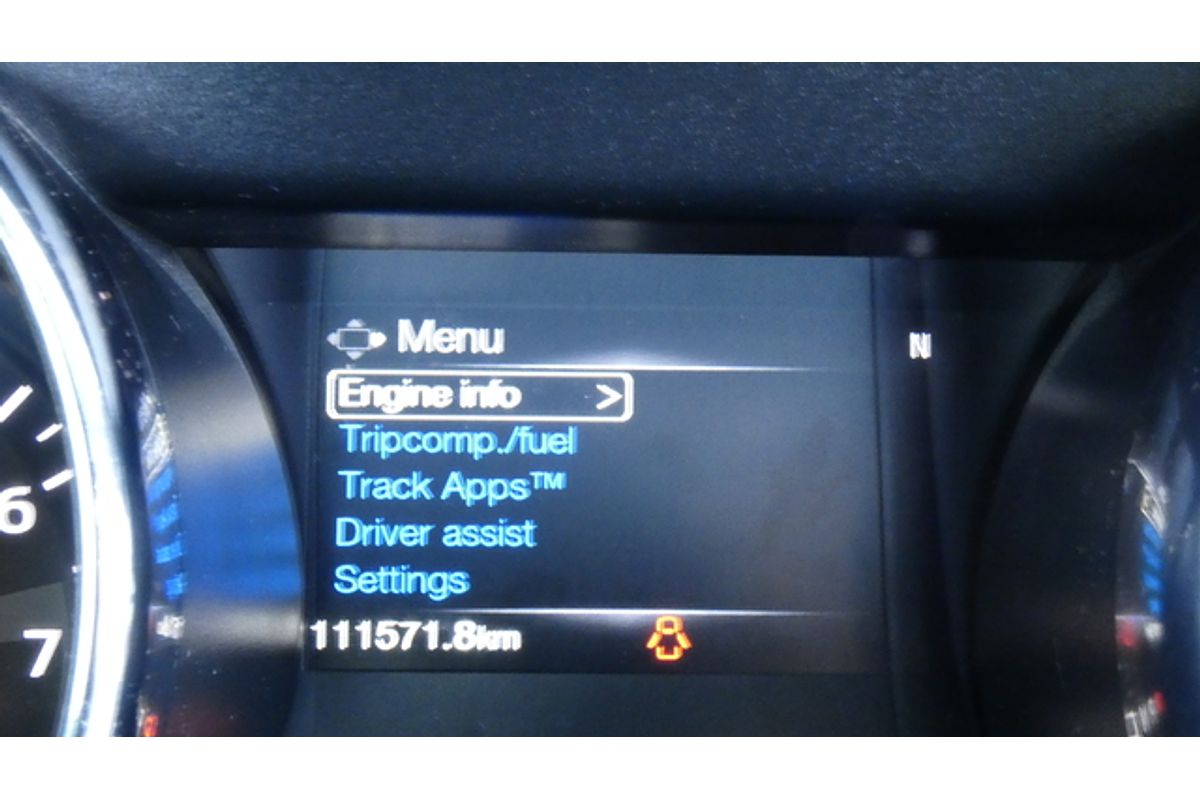 Menu
N
Engine info >
Tripcomp./fuel
Track Apps™
Driver assist
Settings
111571.8km
6
7